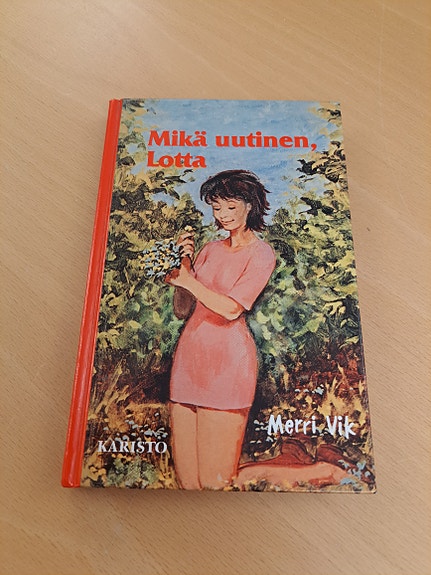 Mikä uutinen,
Lotta
Merri Vik
KARISTO